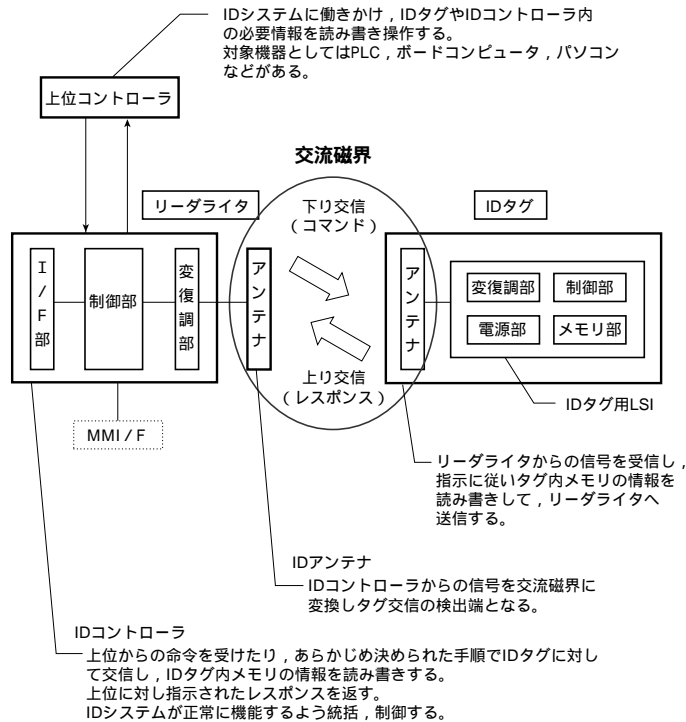 IDシステムに働きかけ，IDタグやIDコントローラ内
の必要情報を読み書き操作する。
対象機器としてはPLC，ボードコンピュータ，パソコン
などがある。
上位コントローラ
交流磁界
リーダライタ
下り交信
（コマンド）
IDタグ
I/F部
制御部
変復調部
アンテナ
アンテナ
変復調部
制御部
電源部
メモリ部
上り交信
（レスポンス）
IDタグ用LSI
MMI / F
リーダライタからの信号を受信し，
指示に従いタグ内メモリの情報を
読み書きして，リーダライタへ
送信する。
IDアンテナ
IDコントローラからの信号を交流磁界に
変換しタグ交信の検出端となる。
IDコントローラ
上位からの命令を受けたり，あらかじめ決められた手順でIDタグに対し
て交信し，IDタグ内メモリの情報を読み書きする。
上位に対し指示されたレスポンスを返す。
IDシステムが正常に機能するよう統括，制御する。